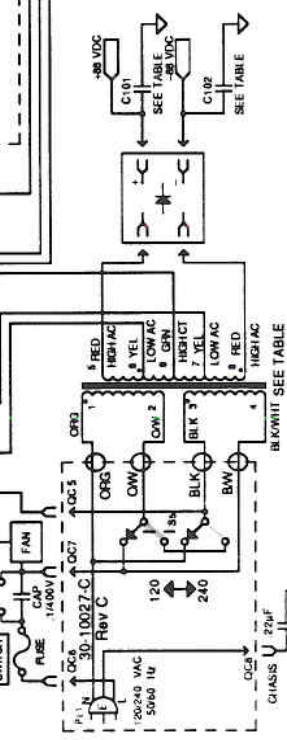 +88 VDC
C101
SEE TABLE
-88 VDC
C102
SEE TABLE
+
-
5 RED
HIGH AC
6 YEL
LOW AC
9 GRN
HIGH CT
7 YEL
LOW AC
8 RED
HIGH AC
SEE TABLE
ORG
1
O/W 2
BLK 3
4
BLK/WHT
ORG
O/W
BLK
B/W
QC5
QC7
QC6
QC8
FAN
CAP
.1/400V
FUSE
30-10027-C
Rev C
120
240
N
E
L
120/240 VAC
50/60 Hz
CHASIS
.22µF